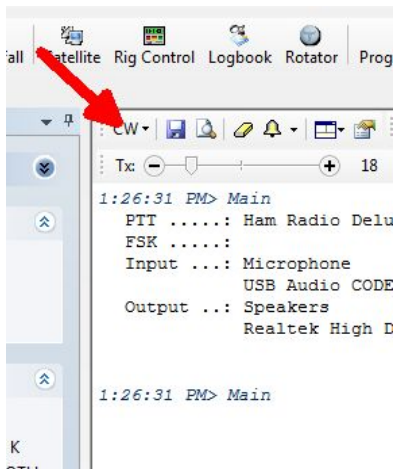 all Satellite Rig Control Logbook Rotator Prog
CW
Tx: 18
1:26:31 PM> Main
PTT .....: Ham Radio Delu
FSK .....:
Input ...: Microphone
USB Audio CODE
Output ..: Speakers
Realtek High D
1:26:31 PM> Main
K